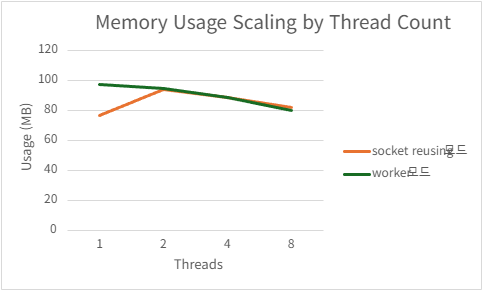 Memory Usage Scaling by Thread Count
120
100
80
60
40
20
0
Usage (MB)
1 2 4 8
Threads
socket reusing모드
worker모드